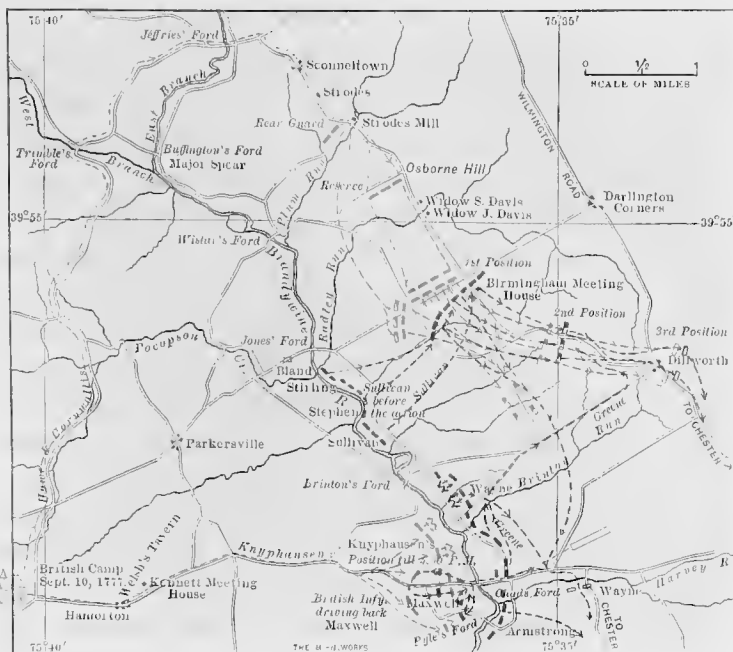 75°40'
75°35'
Jeffries' Ford
Sconneltown
0 ½ 1
SCALE OF MILES
East Branch
Strodes
West Branch
Rear Guard
Strodes Mill
WILMINGTON ROAD
Trimble's Ford
Buffington's Ford
Major Spear
Osborne Hill
Plum Run
Reserve
Widow S. Davis
Widow J. Davis
Darlington Corners
39°55'
39°55'
Wistar's Ford
Brandywine
Radley Run
1st Position
Birmingham Meeting House
2nd Position
3rd Position
Dilworth
Pocopson Cr.
Jones' Ford
Bland
Stirling
Sullivan before the action
Sullivan
R
Stephen
Sullivan
Greene
Run
TO CHESTER
Howe & Cornwallis
Parkersville
Brinton's Ford
Wayne
Brinton
Greene
Welsh's Tavern
Knyphausen
Knyphausen's Position till 5.30 P.M.
British Camp
Sept. 10, 1777.
Kennett Meeting House
Hamorton
British Infy. driving back Maxwell
Maxwell
Chads. Ford
Wayne
Harvey R
Pyle's Ford
Armstrong
TO CHESTER
75°40'
75°35'
WORKS